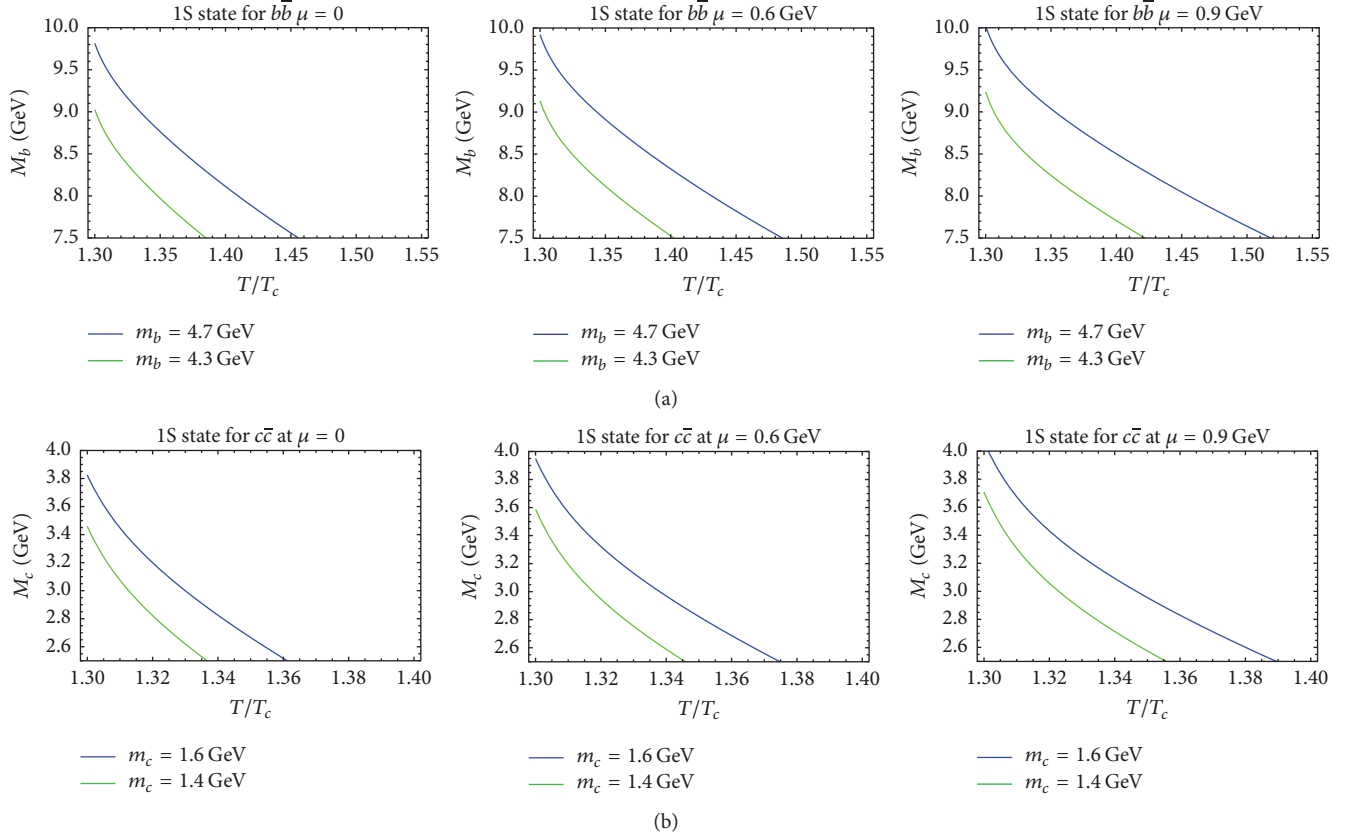 1S state for bb̄ μ = 0
10.0
9.5
9.0
8.5
8.0
7.5
M_b (GeV)
1.30 1.35 1.40 1.45 1.50 1.55
T/T_c
m_b = 4.7 GeV
m_b = 4.3 GeV
1S state for bb̄ μ = 0.6 GeV
10.0
9.5
9.0
8.5
8.0
7.5
M_b (GeV)
1.30 1.35 1.40 1.45 1.50 1.55
T/T_c
m_b = 4.7 GeV
m_b = 4.3 GeV
1S state for bb̄ μ = 0.9 GeV
10.0
9.5
9.0
8.5
8.0
7.5
M_b (GeV)
1.30 1.35 1.40 1.45 1.50 1.55
T/T_c
m_b = 4.7 GeV
m_b = 4.3 GeV
(a)
1S state for cc̄ at μ = 0
4.0
3.8
3.6
3.4
3.2
3.0
2.8
2.6
M_c (GeV)
1.30 1.32 1.34 1.36 1.38 1.40
T/T_c
m_c = 1.6 GeV
m_c = 1.4 GeV
1S state for cc̄ at μ = 0.6 GeV
4.0
3.8
3.6
3.4
3.2
3.0
2.8
2.6
M_c (GeV)
1.30 1.32 1.34 1.36 1.38 1.40
T/T_c
m_c = 1.6 GeV
m_c = 1.4 GeV
1S state for cc̄ at μ = 0.9 GeV
4.0
3.8
3.6
3.4
3.2
3.0
2.8
2.6
M_c (GeV)
1.30 1.32 1.34 1.36 1.38 1.40
T/T_c
m_c = 1.6 GeV
m_c = 1.4 GeV
(b)